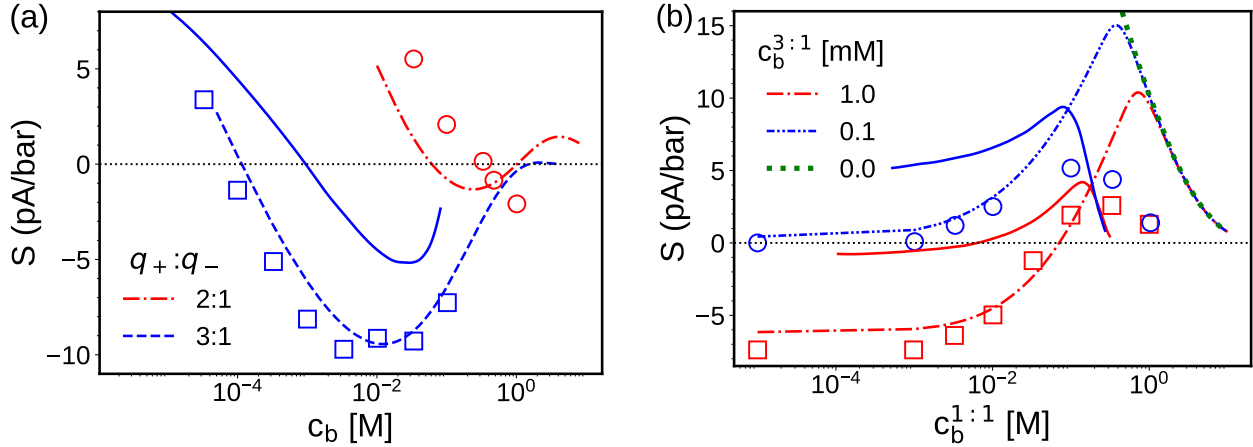 (a)
S (pA/bar)
5
0
−5
−10
q₊:q₋
2:1
3:1
10⁻⁴
10⁻²
10⁰
c_b [M]
(b)
S (pA/bar)
15
10
5
0
−5
c_b^{3:1} [mM]
1.0
0.1
0.0
10⁻⁴
10⁻²
10⁰
c_b^{1:1} [M]